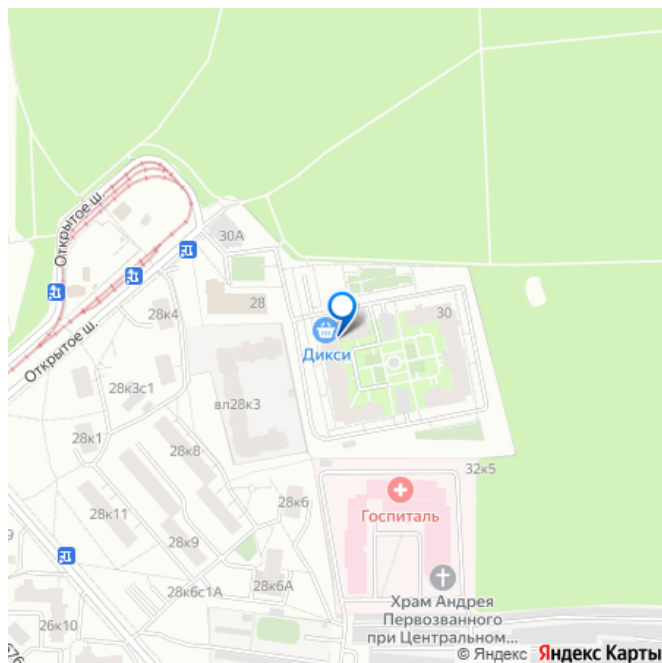 Открытое ш.
30А
28
28к4
30
Дикси
Открытое ш.
28к3с1
вл28к3
28к1
28к8
32к5
28к11
28к6
Госпиталь
28к9
28к6с1А
28к6А
Храм Андрея
Первозванного
при Центральном...
26к10
© Яндекс Яндекс Карты